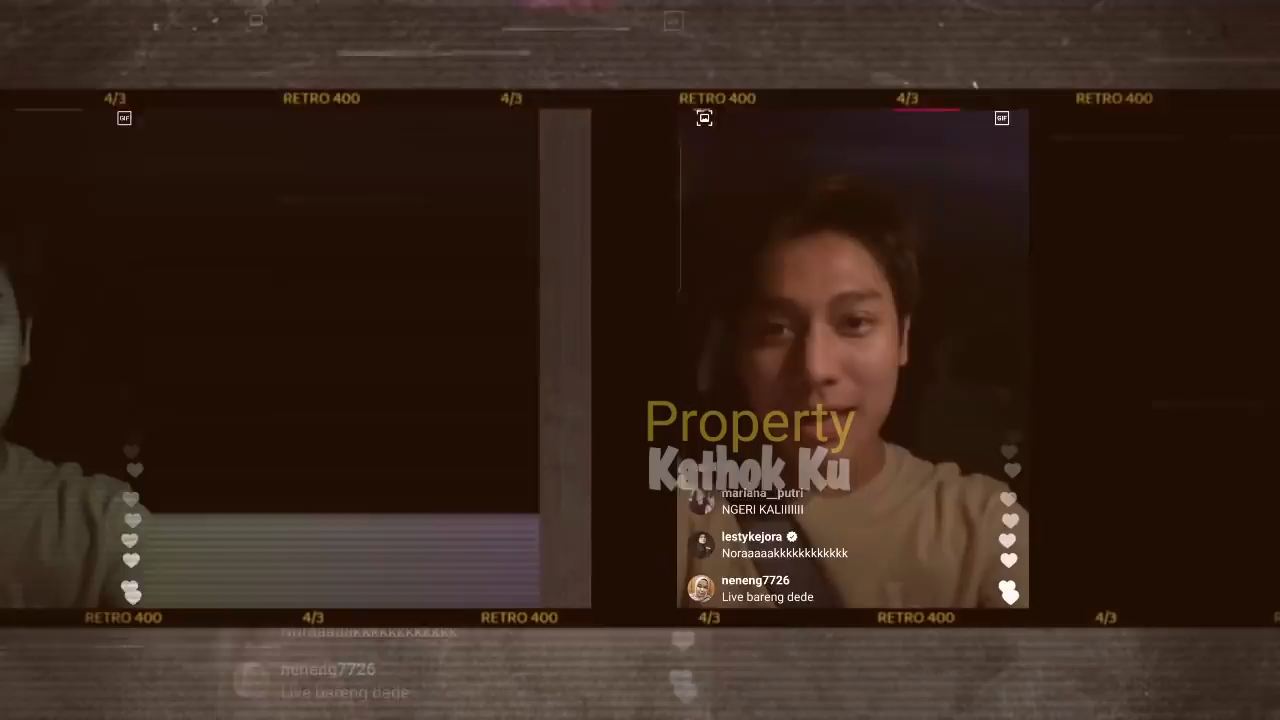 4/3 RETRO 400 4/3 RETRO 400 4/3 RETRO 400
GIF GIF
Property
Kathok Ku
mariana__putri
NGERI KALIIIIIII
lestykejora
Noraaaaakkkkkkkkkkkk
neneng7726
Live bareng dede
RETRO 400 4/3 RETRO 400 4/3 RETRO 400 4/3
neneng7726
Live bareng dede